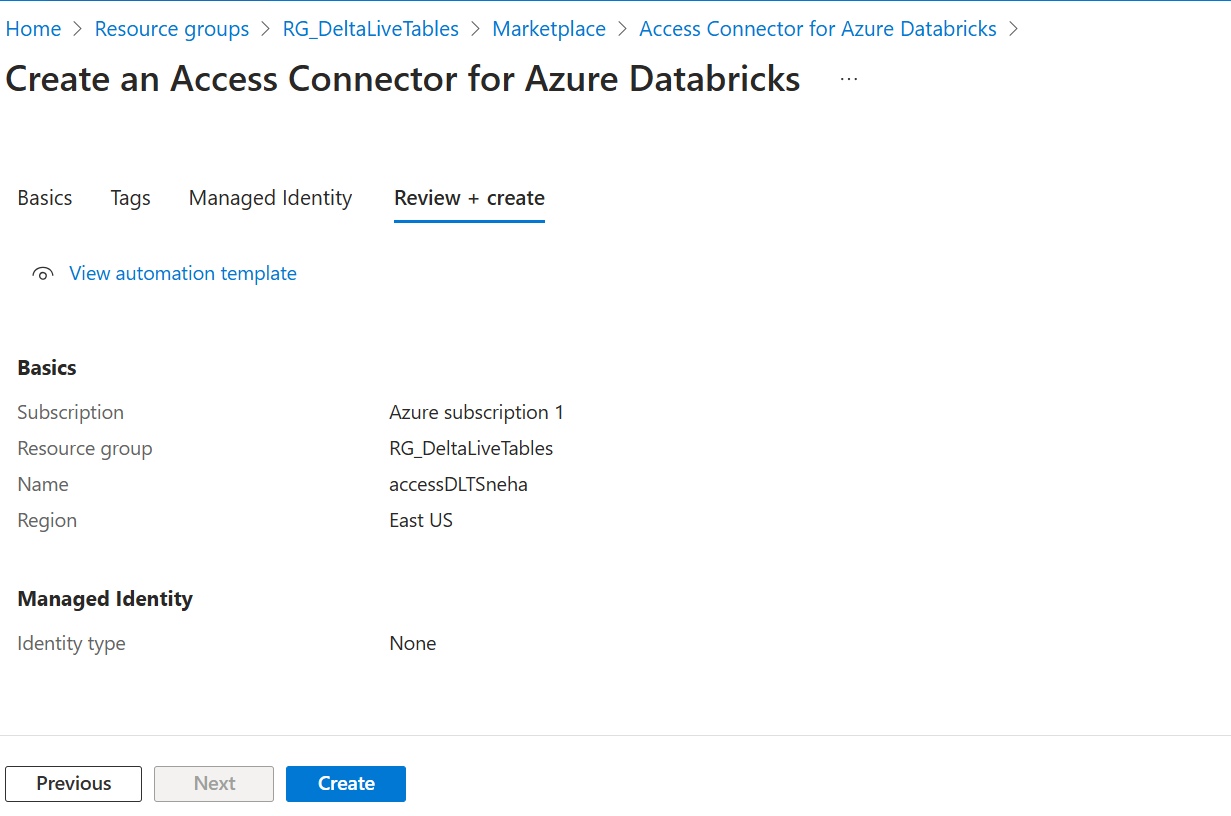 Home > Resource groups > RG_DeltaLiveTables > Marketplace > Access Connector for Azure Databricks >
Create an Access Connector for Azure Databricks ...
Basics Tags Managed Identity Review + create
View automation template
Basics
Subscription Azure subscription 1
Resource group RG_DeltaLiveTables
Name accessDLTSneha
Region East US
Managed Identity
Identity type None
Previous Next Create